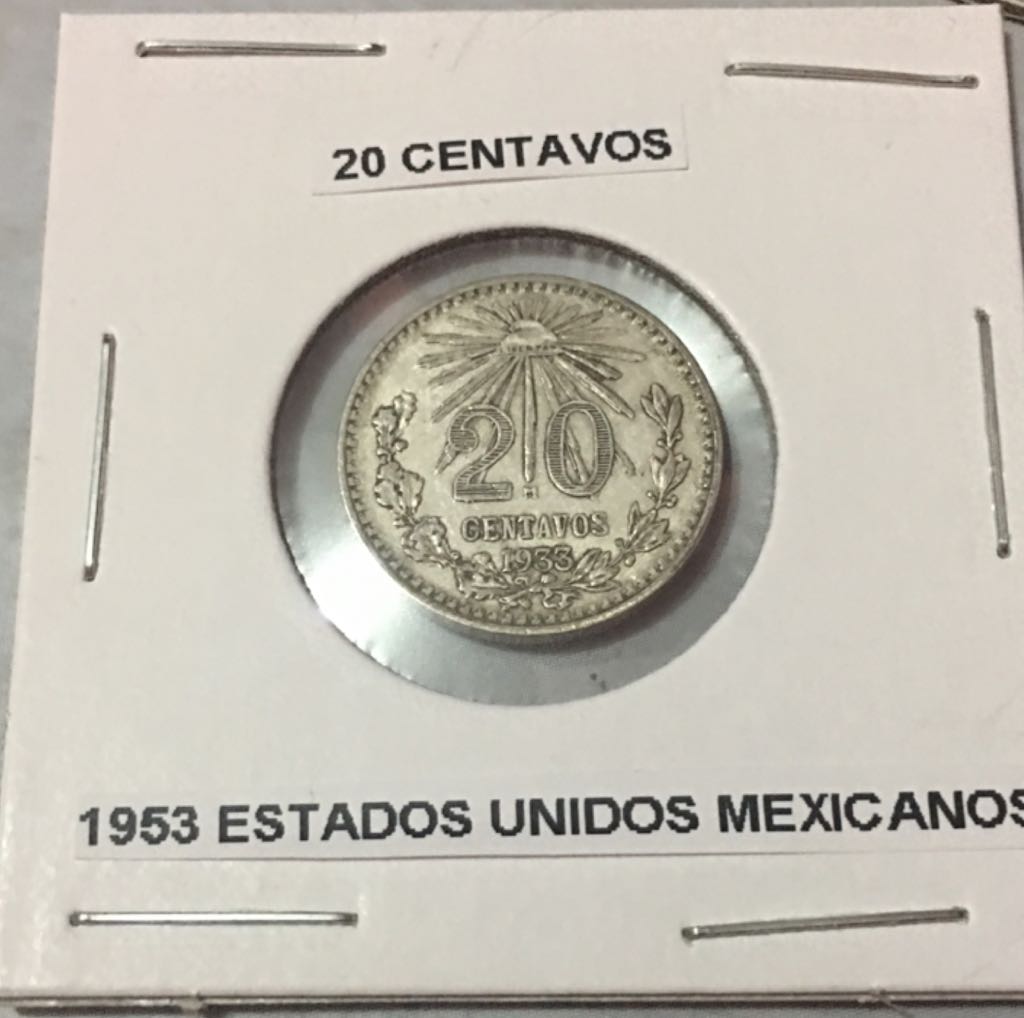 20 CENTAVOS
20
M
CENTAVOS
1933
1953 ESTADOS UNIDOS MEXICANOS